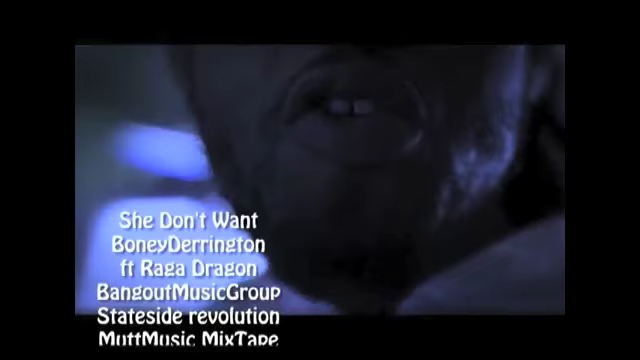 She Don't Want
BoneyDerrington
ft Raga Dragon
BangoutMusicGroup
Stateside revolution
MuttMusic MixTape